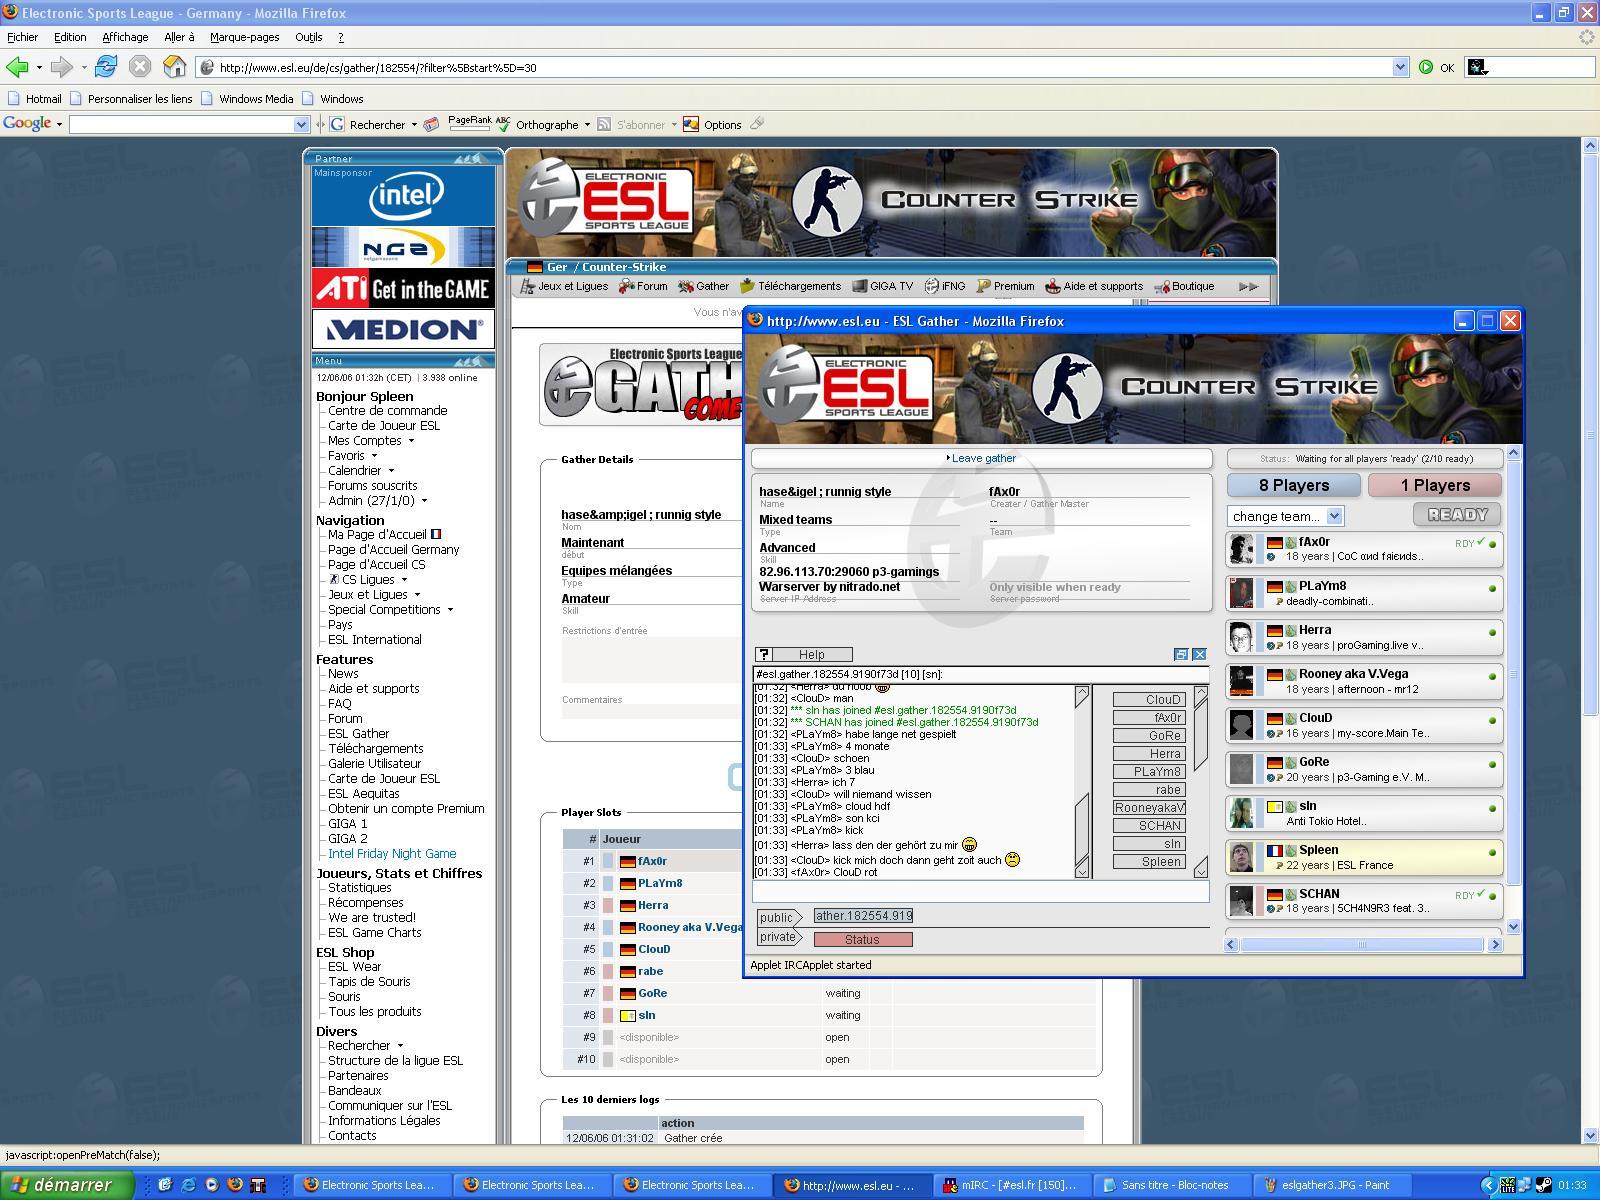 Electronic Sports League - Germany - Mozilla Firefox
Fichier Edition Affichage Aller à Marque-pages Outils ?
http://www.esl.eu/de/cs/gather/182554/?filter%5Bstart%5D=30
OK
Hotmail Personnaliser les liens Windows Media Windows
Google Rechercher PageRank ABC Orthographe S'abonner Options
Partner
Mainsponsor
intel
NGZ
ATi Get in the GAME
MEDION
ELECTRONIC
ESL
SPORTS LEAGUE
COUNTER STRIKE
Ger / Counter-Strike
Jeux et Ligues Forum Gather Téléchargements GIGA TV iFNG Premium Aide et supports Boutique
Menu
12/06/06 01:32h (CET) | 3.938 online
Bonjour Spleen
Centre de commande
Carte de Joueur ESL
Mes Comptes
Favoris
Calendrier
Forums souscrits
Admin (27/1/0)
Navigation
Ma Page d'Accueil
Page d'Accueil Germany
Page d'Accueil CS
CS Ligues
Jeux et Ligues
Special Competitions
Pays
ESL International
Features
News
Aide et supports
FAQ
Forum
ESL Gather
Téléchargements
Galerie Utilisateur
Carte de Joueur ESL
ESL Aequitas
Obtenir un compte Premium
GIGA 1
GIGA 2
Intel Friday Night Game
Joueurs, Stats et Chiffres
Statistiques
Récompenses
We are trusted!
ESL Game Charts
ESL Shop
ESL Wear
Tapis de Souris
Souris
Tous les produits
Divers
Rechercher
Structure de la ligue ESL
Partenaires
Bandeaux
Communiquer sur l'ESL
Informations Légales
Contacts
Vous n'av
Electronic Sports League
GATH
COME
Gather Details
hase&amp;igel ; runnig style
Nom
Maintenant
début
Equipes mélangées
Type
Amateur
Skill
Restrictions d'entrée
Commentaires
Player Slots
# Joueur
#1 fAx0r
#2 PLaYm8
#3 Herra
#4 Rooney aka V.Vega
#5 ClouD
#6 rabe
#7 GoRe waiting
#8 sln waiting
#9 <disponible> open
#10 <disponible> open
Les 10 derniers logs
action
12/06/06 01:31:02 Gather crée
http://www.esl.eu - ESL Gather - Mozilla Firefox
ELECTRONIC
ESL
SPORTS LEAGUE
COUNTER STRIKE
Leave gather
hase&igel ; runnig style
Name
fAx0r
Creater / Gather Master
Mixed teams
Type
--
Team
Advanced
Skill
82.96.113.70:29060 p3-gamings
Warserver by nitrado.net
Server IP Address
Only visible when ready
Server password
? Help
#esl.gather.182554.9190f73d [10] [sn]:
[01:32] <Herra> du noob
[01:32] <ClouD> man
[01:32] *** sln has joined #esl.gather.182554.9190f73d
[01:32] *** SCHAN has joined #esl.gather.182554.9190f73d
[01:32] <PLaYm8> habe lange net gespielt
[01:33] <PLaYm8> 4 monate
[01:33] <ClouD> schoen
[01:33] <PLaYm8> 3 blau
[01:33] <Herra> ich 7
[01:33] <ClouD> will niemand wissen
[01:33] <PLaYm8> cloud hdf
[01:33] <PLaYm8> son kci
[01:33] <PLaYm8> kick
[01:33] <Herra> lass den der gehört zu mir
[01:33] <ClouD> kick mich doch dann geht zoit auch
[01:33] <fAx0r> ClouD rot
ClouD
fAx0r
GoRe
Herra
PLaYm8
rabe
RooneyakaV
SCHAN
sln
Spleen
public ather.182554.919
private Status
Applet IRCApplet started
Status: Waiting for all players 'ready' (2/10 ready)
8 Players 1 Players
change team... READY
fAx0r RDY
18 years | CoC αиd fяiєиds..
PLaYm8
deadly-combinati..
Herra
18 years | proGaming.live v..
Rooney aka V.Vega
18 years | afternoon - mr12
ClouD
16 years | my-score.Main Te..
GoRe
20 years | p3-Gaming e.V. M..
sln
Anti Tokio Hotel..
Spleen
22 years | ESL France
SCHAN RDY
18 years | 5CH4N9R3 feat. 3..
javascript:openPreMatch(false);
démarrer
Electronic Sports Lea... Electronic Sports Lea... Electronic Sports Lea... http://www.esl.eu - ... mIRC - [#esl.fr [150]... Sans titre - Bloc-notes eslgather3.JPG - Paint 01:33